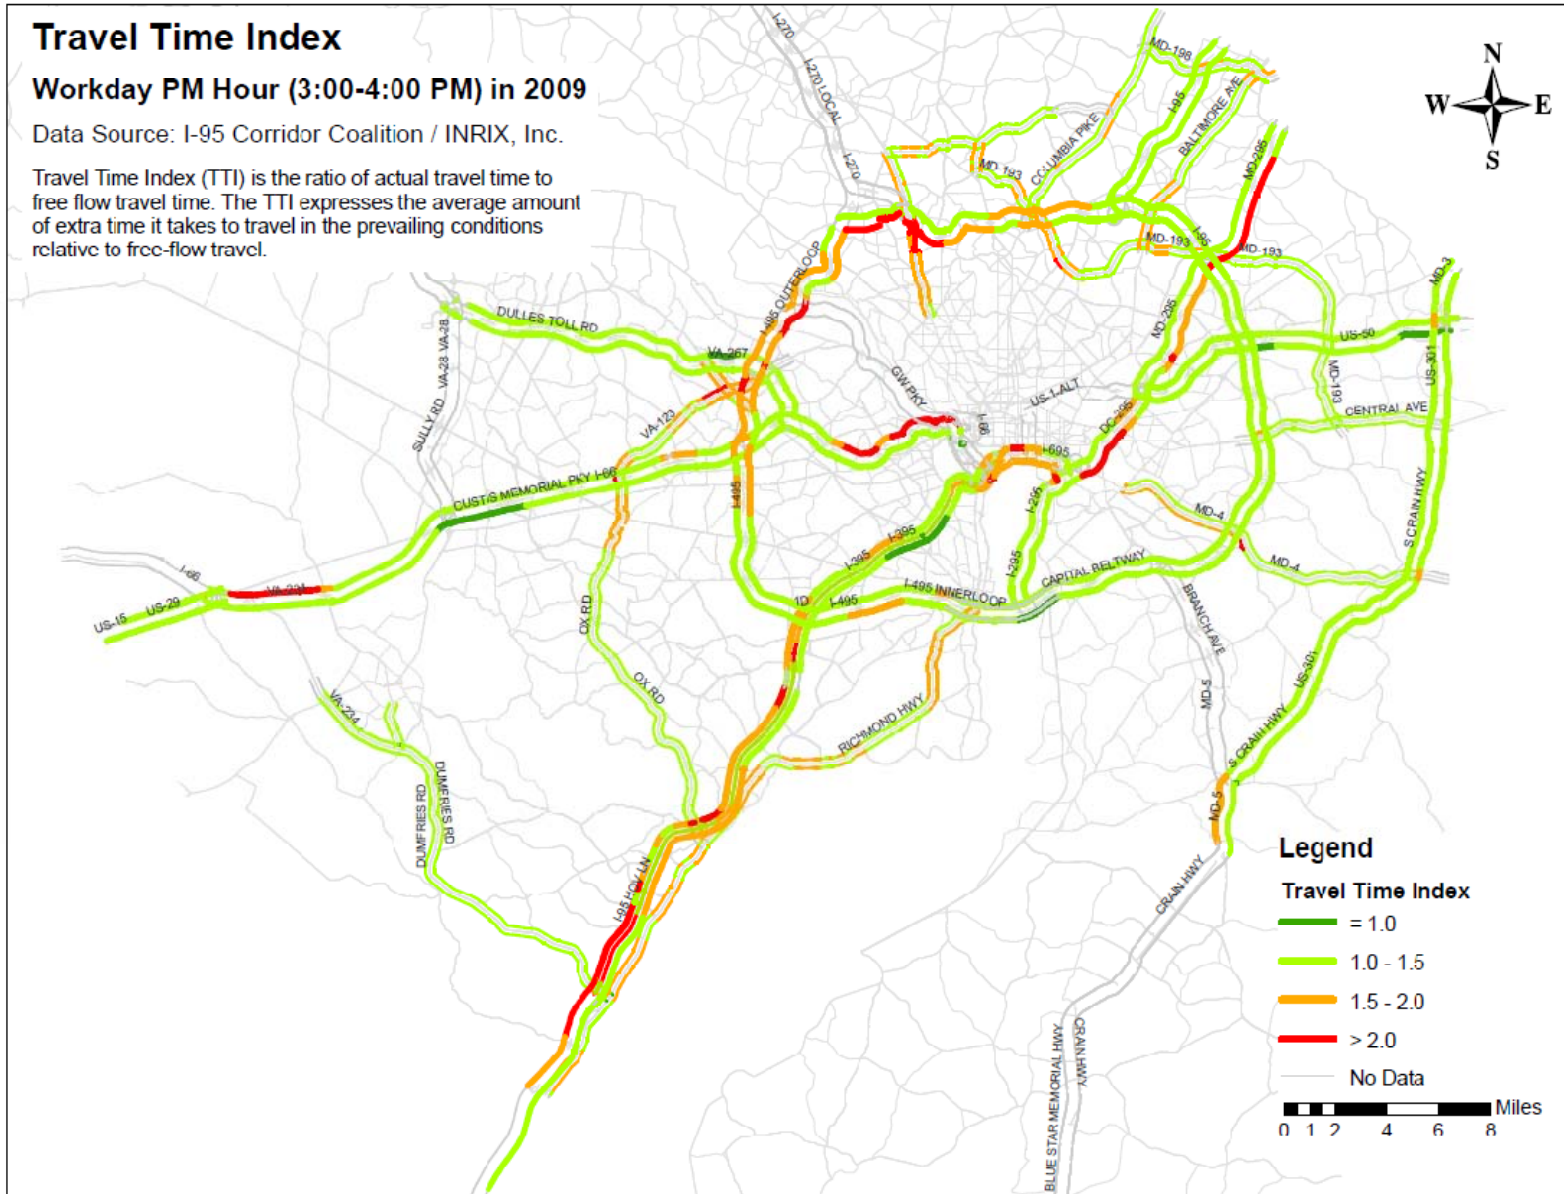 Travel Time Index
Workday PM Hour (3:00-4:00 PM) in 2009
Data Source: I-95 Corridor Coalition / INRIX, Inc.
Travel Time Index (TTI) is the ratio of actual travel time to
free flow travel time. The TTI expresses the average amount
of extra time it takes to travel in the prevailing conditions
relative to free-flow travel.
N
W
E
S
I-270
I-270 LOCAL
I-270
MD-198
I-95
BALTIMORE AVE
COLUMBIA PIKE
MD-193
MD-295
I-95
MD-193
MD-193
MD-3
I-495 OUTERLOOP
DULLES TOLL RD
VA-28
VA-28
VA-267
MD-295
US-50
US-301
GW PKY
US-1-ALT
MD-193
SULLY RD
VA-123
I-66
DC-295
CENTRAL AVE
I-695
CUSTIS MEMORIAL PKY I-66
I-495
I-295
MD-4
S CRAIN HWY
I-395
I-395
I-295
CAPITAL BELTWAY
MD-4
I-66
VA-231
US-29
US-15
I-495 INNERLOOP
I-495
1D
OX RD
BRANCH AVE
OX RD
MD-5
US-301
VA-234
RICHMOND HWY
S CRAIN HWY
DUMFRIES RD
DUMFRIES RD
MD-5
I-95 HOV LN
CRAIN HWY
BLUE STAR MEMORIAL HWY
CRAIN HWY
Legend
Travel Time Index
= 1.0
1.0 - 1.5
1.5 - 2.0
> 2.0
No Data
Miles
0 1 2 4 6 8